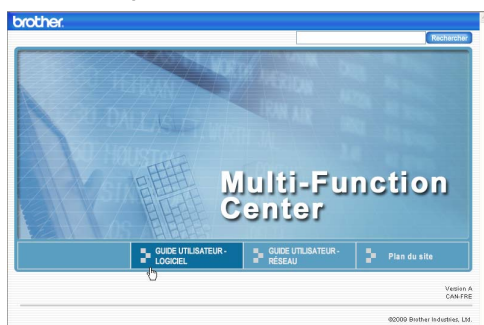 brother.
Rechercher
Multi-Function
Center
GUIDE UTILISATEUR -
LOGICIEL
GUIDE UTILISATEUR -
RÉSEAU
Plan du site
Version A
CAN-FRE
©2009 Brother Industries, Ltd.